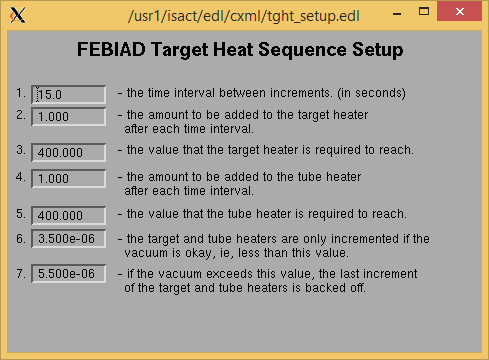 /usr1/isact/edl/cxml/tght_setup.edl
FEBIAD Target Heat Sequence Setup
1. 15.0 - the time interval between increments. (in seconds)
2. 1.000 - the amount to be added to the target heater
after each time interval.
3. 400.000 - the value that the target heater is required to reach.
4. 1.000 - the amount to be added to the tube heater
after each time interval.
5. 400.000 - the value that the tube heater is required to reach.
6. 3.500e-06 - the target and tube heaters are only incremented if the
vacuum is okay, ie, less than this value.
7. 5.500e-06 - if the vacuum exceeds this value, the last increment
of the target and tube heaters is backed off.